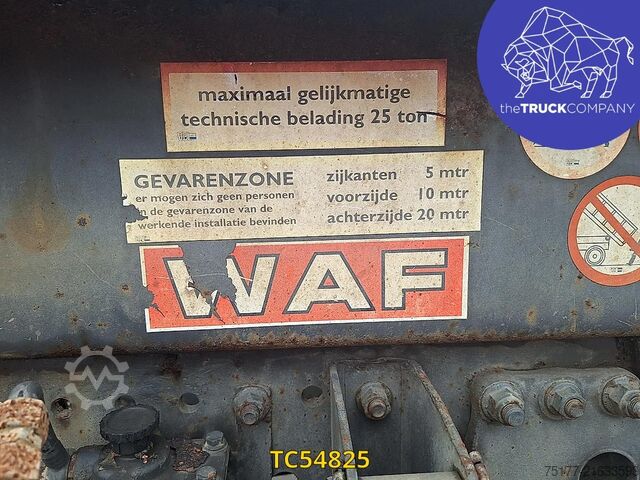 theTRUCKCOMPANY
maximaal gelijkmatige
technische belading 25 ton
GEVARENZONE
er mogen zich geen personen
in de gevarenzone van de
werkende installatie bevinden
zijkanten 5 mtr
voorzijde 10 mtr
achterzijde 20 mtr
WAF
TC54825